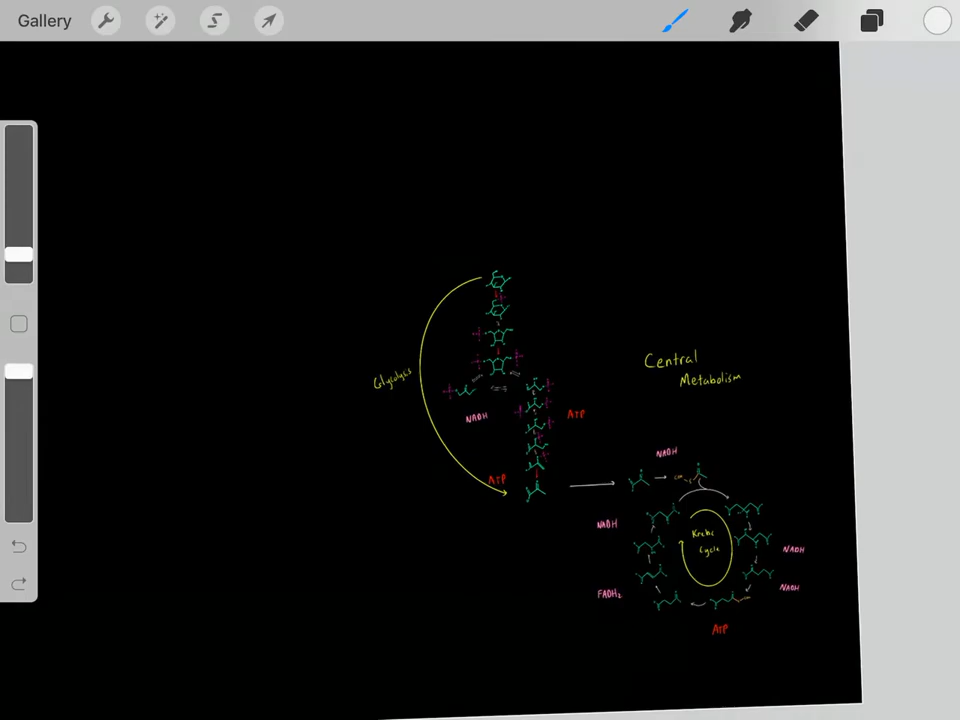 Gallery
Central
Metabolism
Glycolysis
NADH
ATP
NADH
ATP
NADH
Krebs
Cycle
NADH
NADH
FADH₂
ATP